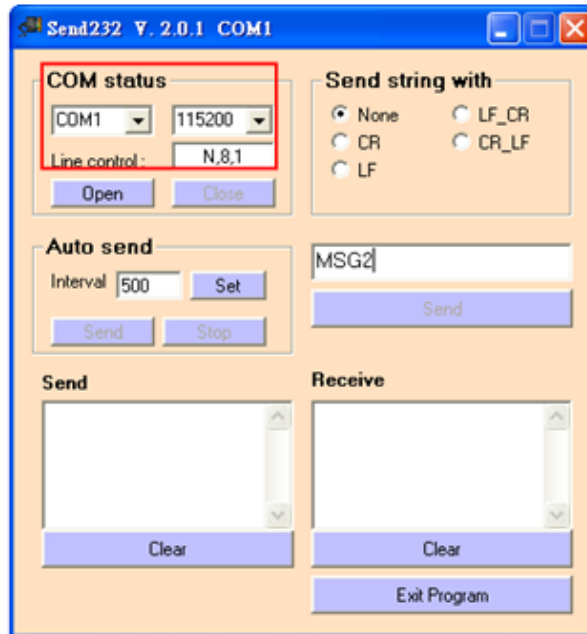 Send232 V. 2.0.1 COM1
COM status
COM1 115200
Line control : N,8,1
Open Close
Send string with
None LF_CR
CR CR_LF
LF
Auto send
Interval 500 Set
Send Stop
MSG2
Send
Send
Clear
Receive
Clear
Exit Program